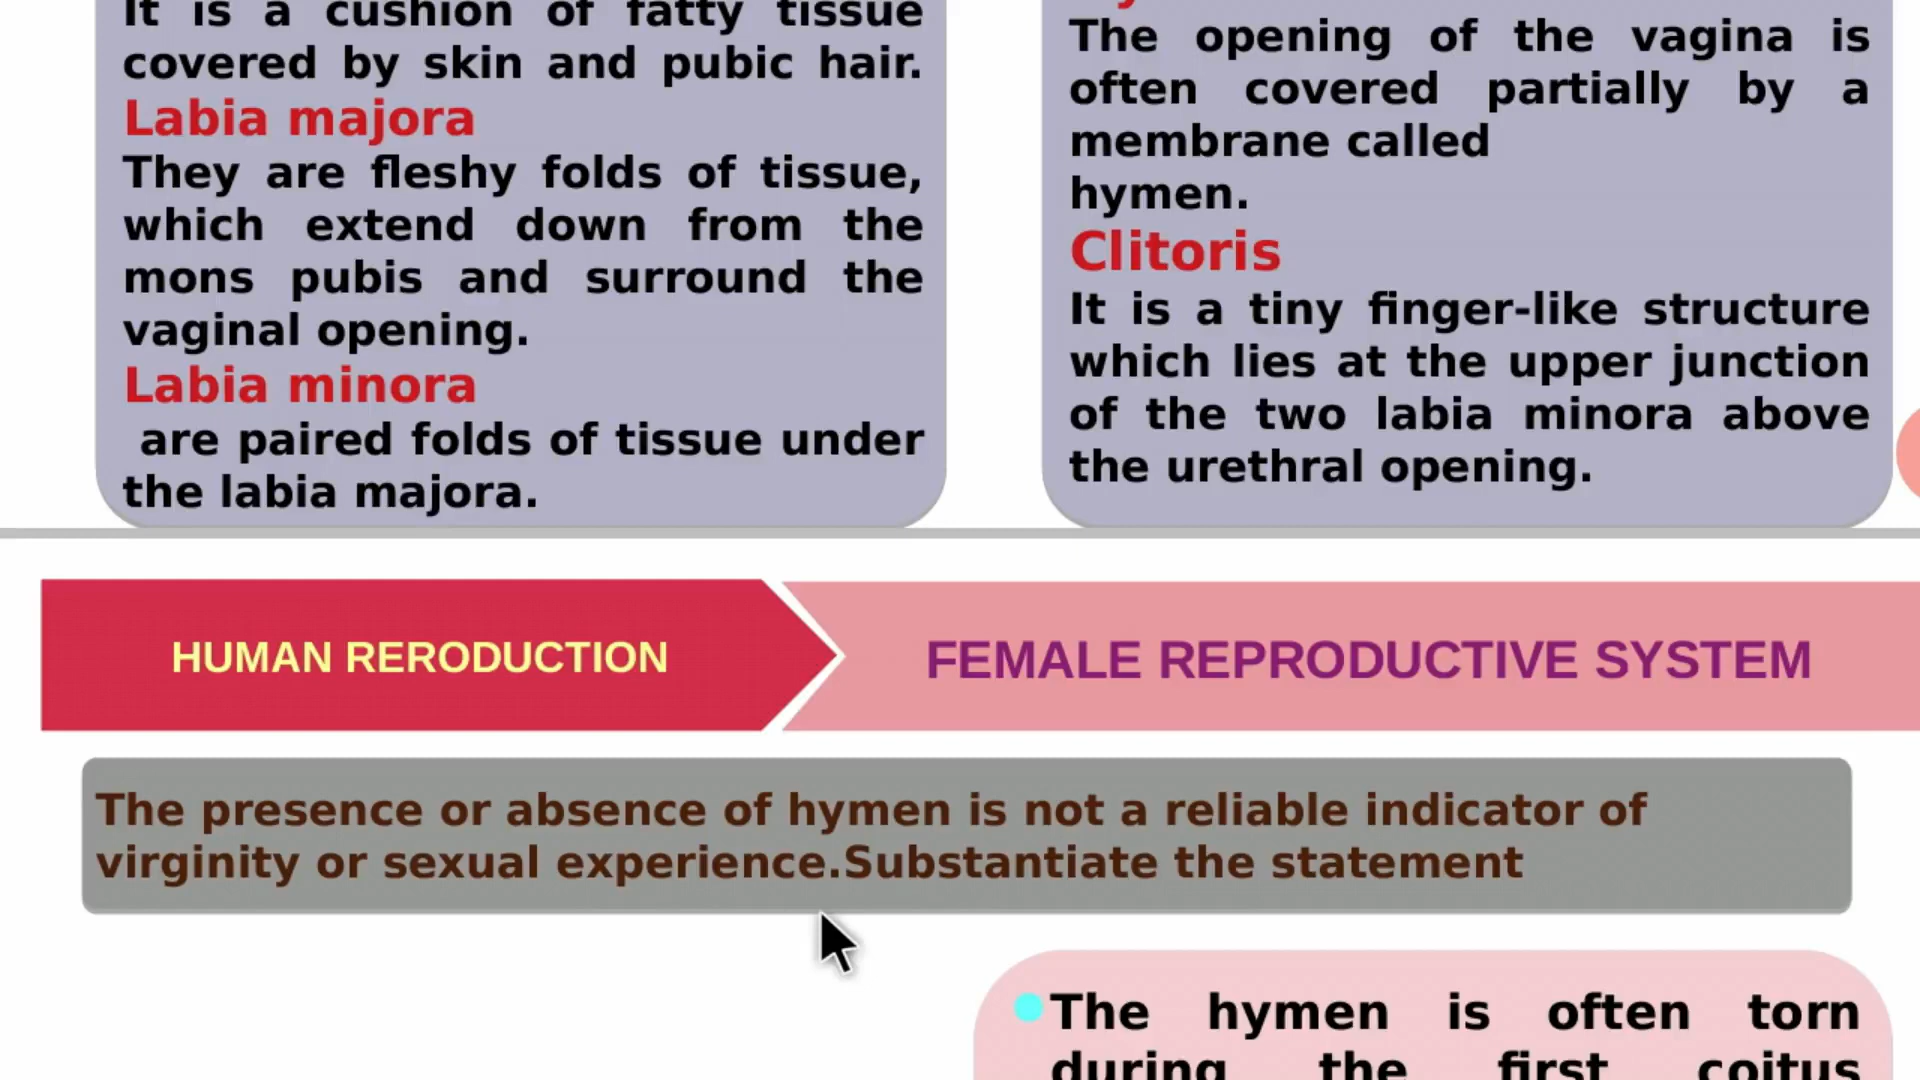 It is a cushion of fatty tissue
covered by skin and pubic hair.
Labia majora
They are fleshy folds of tissue,
which extend down from the
mons pubis and surround the
vaginal opening.
Labia minora
are paired folds of tissue under
the labia majora.
The opening of the vagina is
often covered partially by a
membrane called
hymen.
Clitoris
It is a tiny finger-like structure
which lies at the upper junction
of the two labia minora above
the urethral opening.
HUMAN RERODUCTION
FEMALE REPRODUCTIVE SYSTEM
The presence or absence of hymen is not a reliable indicator of
virginity or sexual experience.Substantiate the statement
The hymen is often torn
during the first coitus